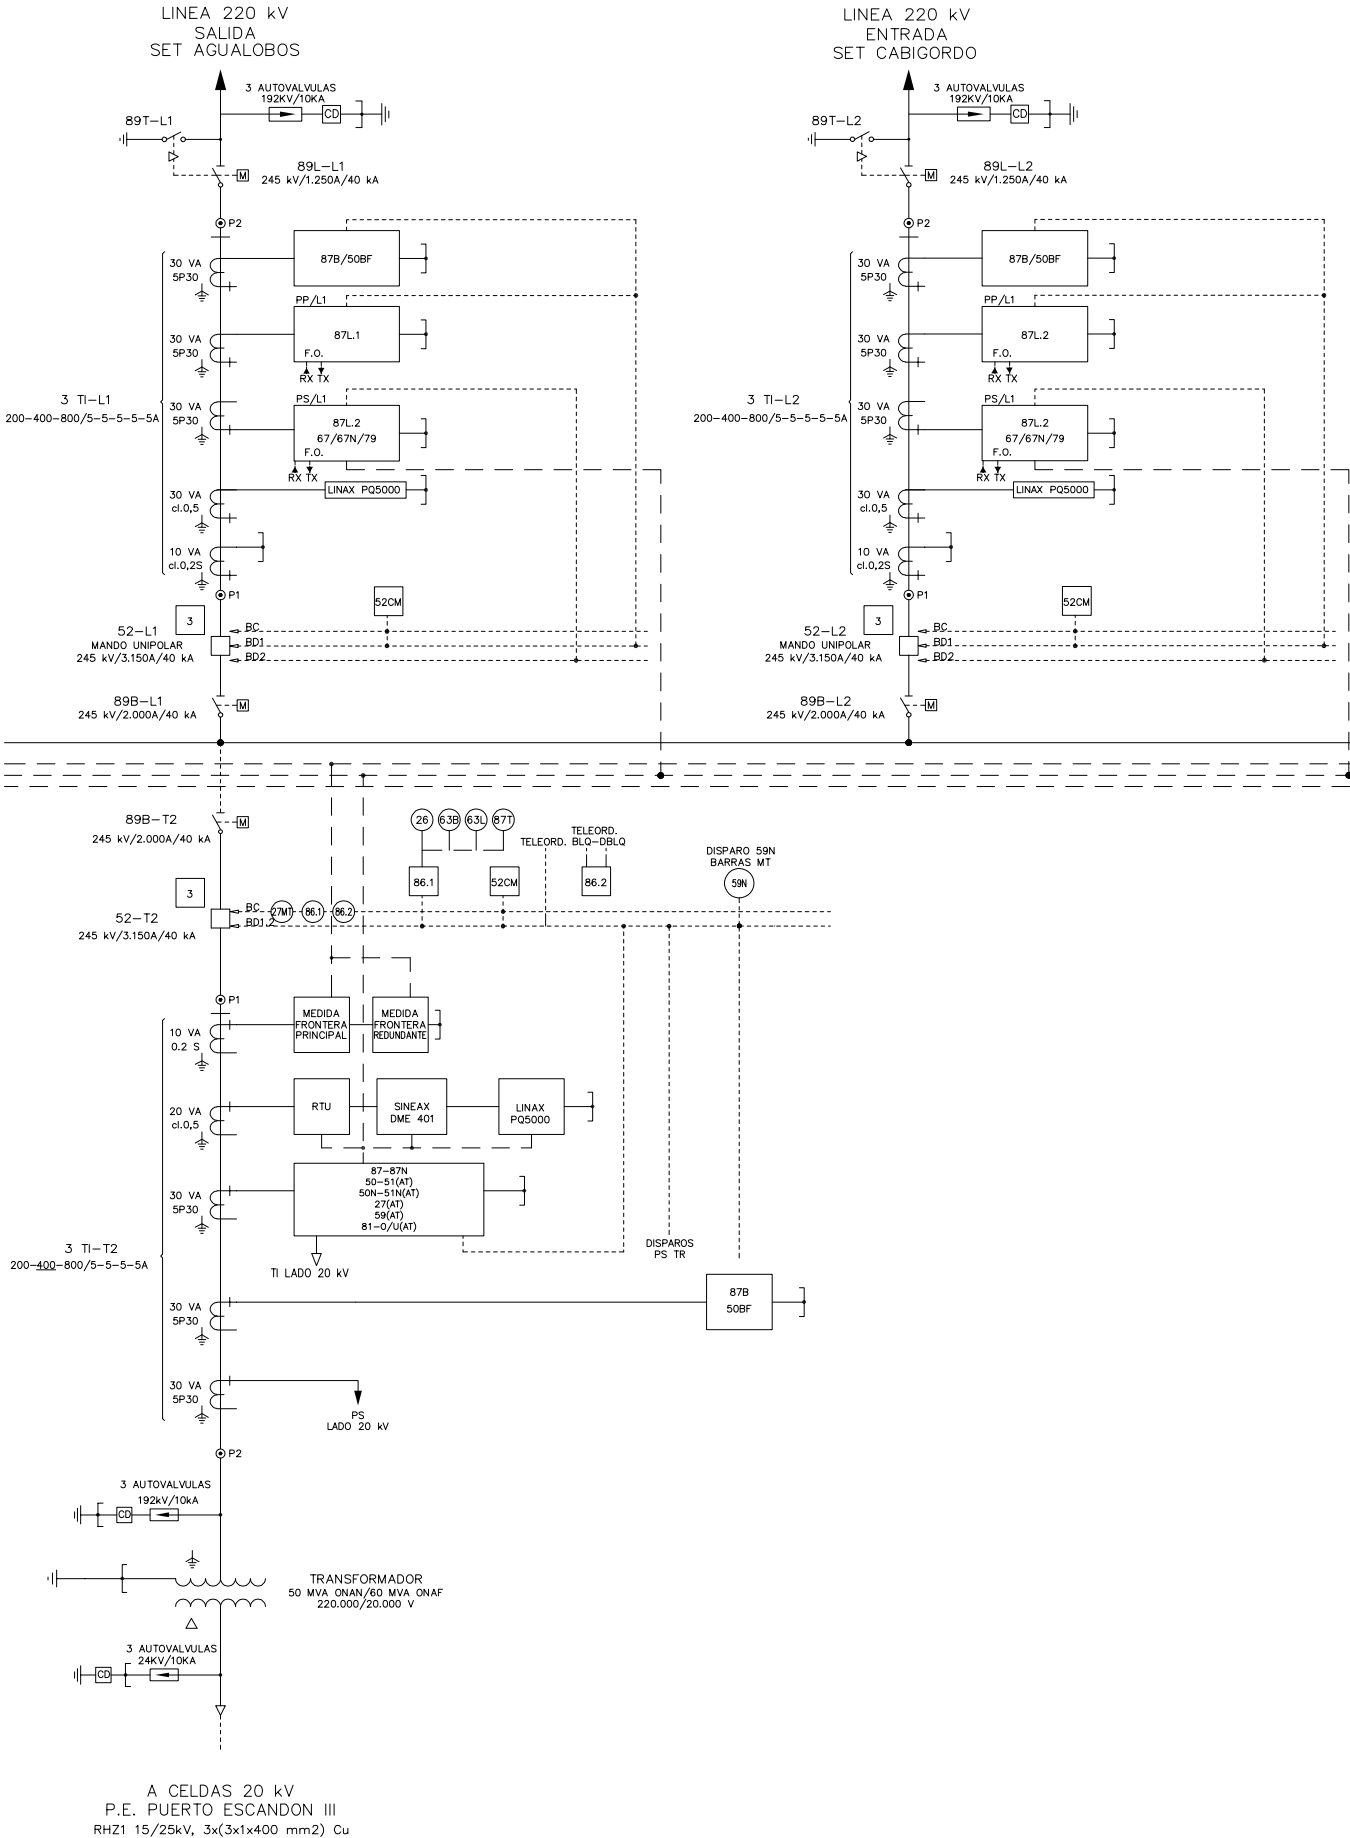 LINEA 220 kV
SALIDA
SET AGUALOBOS
3 AUTOVALVULAS
192KV/10KA
CD
89T-L1
89L-L1
245 kV/1.250A/40 kA
M
P2
30 VA
5P30
87B/50BF
PP/L1
30 VA
5P30
87L.1
F.O.
RX TX
3 TI-L1
200-400-800/5-5-5-5-5A
PS/L1
30 VA
5P30
87L.2
67/67N/79
F.O.
RX TX
30 VA
cl.0,5
LINAX PQ5000
10 VA
cl.0,2S
P1
3
52CM
52-L1
MANDO UNIPOLAR
245 kV/3.150A/40 kA
BC
BD1
BD2
89B-L1
245 kV/2.000A/40 kA
M
LINEA 220 kV
ENTRADA
SET CABIGORDO
3 AUTOVALVULAS
192KV/10KA
CD
89T-L2
89L-L2
245 kV/1.250A/40 kA
M
P2
30 VA
5P30
87B/50BF
PP/L1
30 VA
5P30
87L.2
F.O.
RX TX
3 TI-L2
200-400-800/5-5-5-5-5A
PS/L1
30 VA
5P30
87L.2
67/67N/79
F.O.
RX TX
30 VA
cl.0,5
LINAX PQ5000
10 VA
cl.0,2S
P1
3
52CM
52-L2
MANDO UNIPOLAR
245 kV/3.150A/40 kA
BC
BD1
BD2
89B-L2
245 kV/2.000A/40 kA
M
89B-T2
245 kV/2.000A/40 kA
M
26
63B
63L
87T
86.1
52CM
TELEORD.
TELEORD.
BLQ-DBLQ
86.2
DISPARO 59N
BARRAS MT
59N
3
52-T2
245 kV/3.150A/40 kA
BC
BD1,2
27MT
86.1
86.2
P1
10 VA
0.2 S
MEDIDA
FRONTERA
PRINCIPAL
MEDIDA
FRONTERA
REDUNDANTE
20 VA
cl.0,5
RTU
SINEAX
DME 401
LINAX
PQ5000
30 VA
5P30
87-87N
50-51(AT)
50N-51N(AT)
27(AT)
59(AT)
81-O/U(AT)
TI LADO 20 kV
DISPAROS
PS TR
3 TI-T2
200-400-800/5-5-5-5A
30 VA
5P30
87B
50BF
30 VA
5P30
PS
LADO 20 kV
P2
3 AUTOVALVULAS
192kV/10kA
CD
TRANSFORMADOR
50 MVA ONAN/60 MVA ONAF
220.000/20.000 V
3 AUTOVALVULAS
24KV/10KA
CD
A CELDAS 20 kV
P.E. PUERTO ESCANDON III
RHZ1 15/25kV, 3x(3x1x400 mm2) Cu